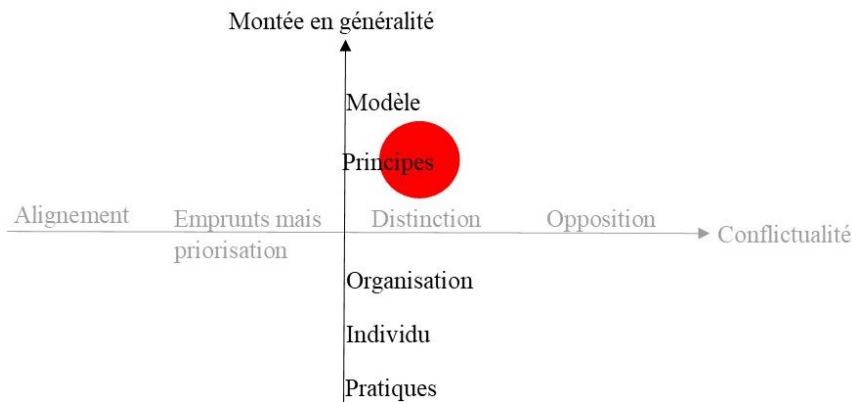 Montée en généralité
Modèle
Principes
Alignement
Emprunts mais
priorisation
Distinction
Opposition
Conflictualité
Organisation
Individu
Pratiques